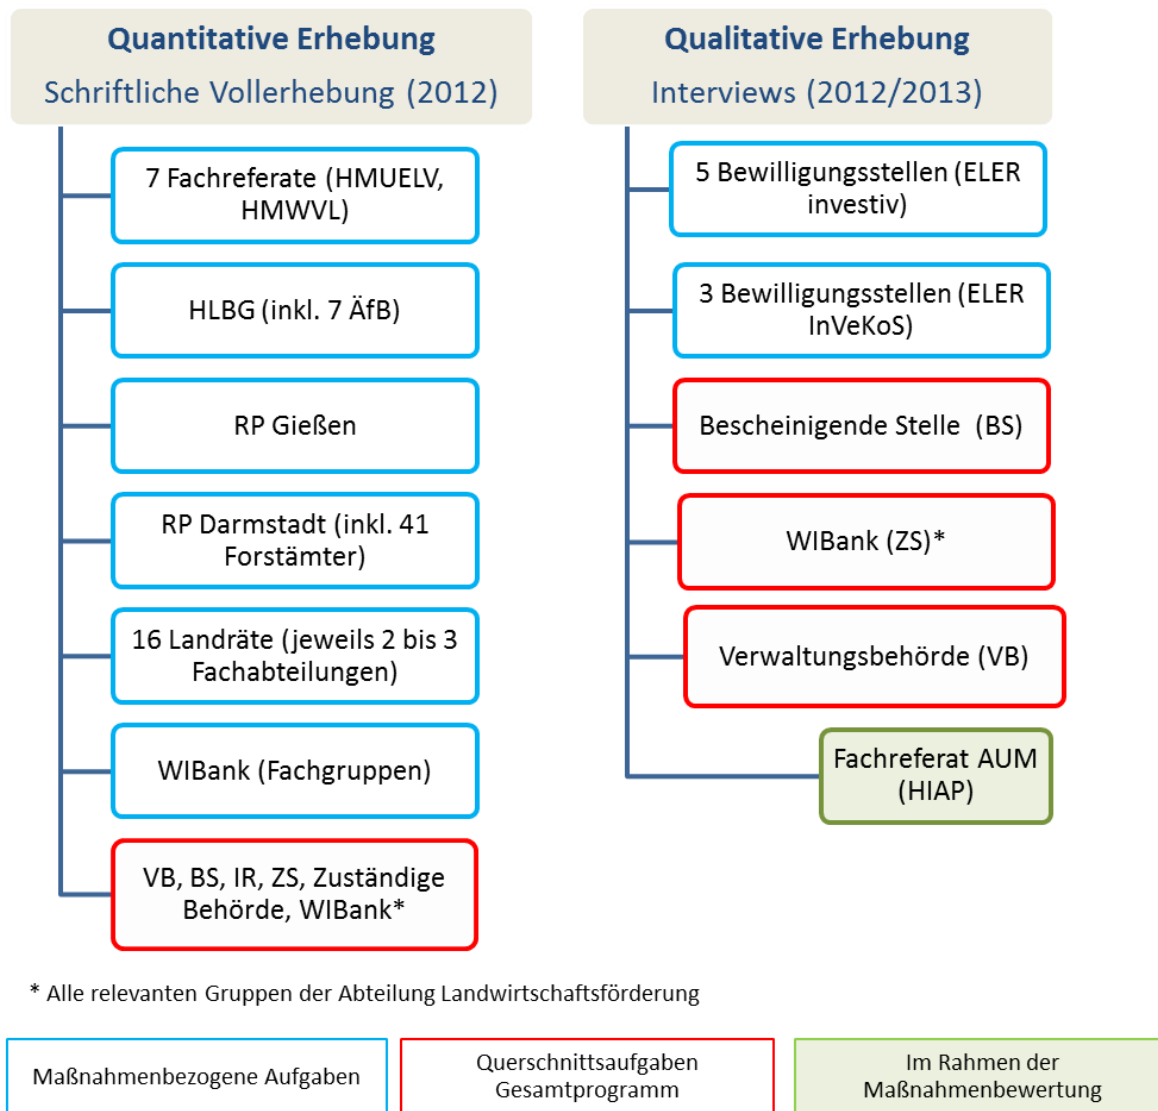 Quantitative Erhebung
Schriftliche Vollerhebung (2012)
7 Fachreferate (HMUELV,
HMWVL)
HLBG (inkl. 7 ÄfB)
RP Gießen
RP Darmstadt (inkl. 41
Forstämter)
16 Landräte (jeweils 2 bis 3
Fachabteilungen)
WIBank (Fachgruppen)
VB, BS, IR, ZS, Zuständige
Behörde, WIBank*
Qualitative Erhebung
Interviews (2012/2013)
5 Bewilligungsstellen (ELER
investiv)
3 Bewilligungsstellen (ELER
InVeKoS)
Bescheinigende Stelle (BS)
WIBank (ZS)*
Verwaltungsbehörde (VB)
Fachreferat AUM
(HIAP)
* Alle relevanten Gruppen der Abteilung Landwirtschaftsförderung
Maßnahmenbezogene Aufgaben
Querschnittsaufgaben
Gesamtprogramm
Im Rahmen der
Maßnahmenbewertung